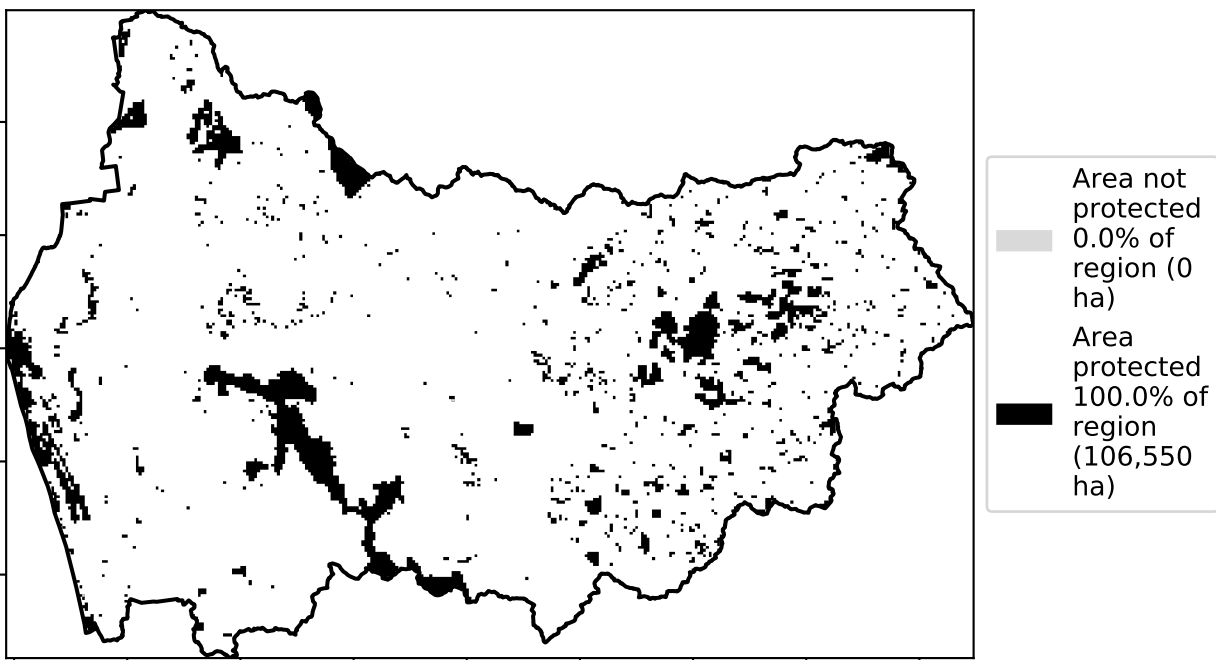 Area not
protected
0.0% of
region (0
ha)
Area
protected
100.0% of
region
(106,550
ha)